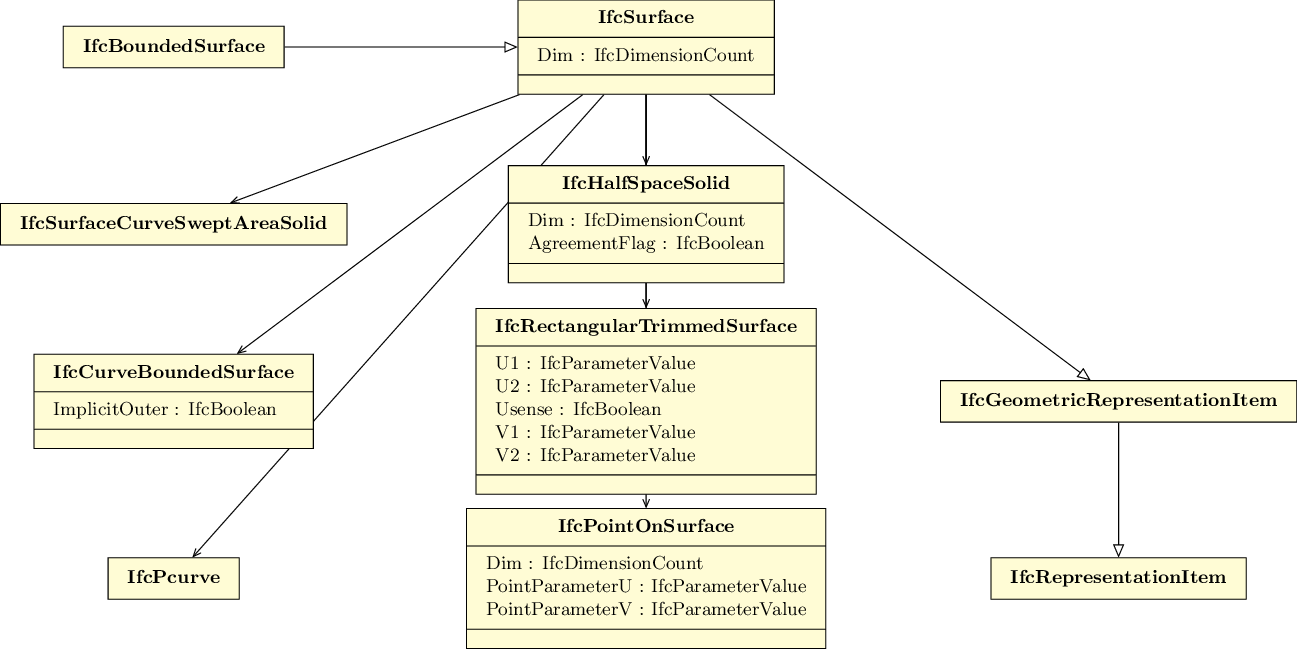 IfcSurface
Dim : IfcDimensionCount
IfcBoundedSurface
IfcHalfSpaceSolid
Dim : IfcDimensionCount
AgreementFlag : IfcBoolean
IfcSurfaceCurveSweptAreaSolid
IfcRectangularTrimmedSurface
U1 : IfcParameterValue
U2 : IfcParameterValue
Usense : IfcBoolean
V1 : IfcParameterValue
V2 : IfcParameterValue
IfcCurveBoundedSurface
ImplicitOuter : IfcBoolean
IfcGeometricRepresentationItem
IfcPointOnSurface
Dim : IfcDimensionCount
PointParameterU : IfcParameterValue
PointParameterV : IfcParameterValue
IfcPcurve
IfcRepresentationItem